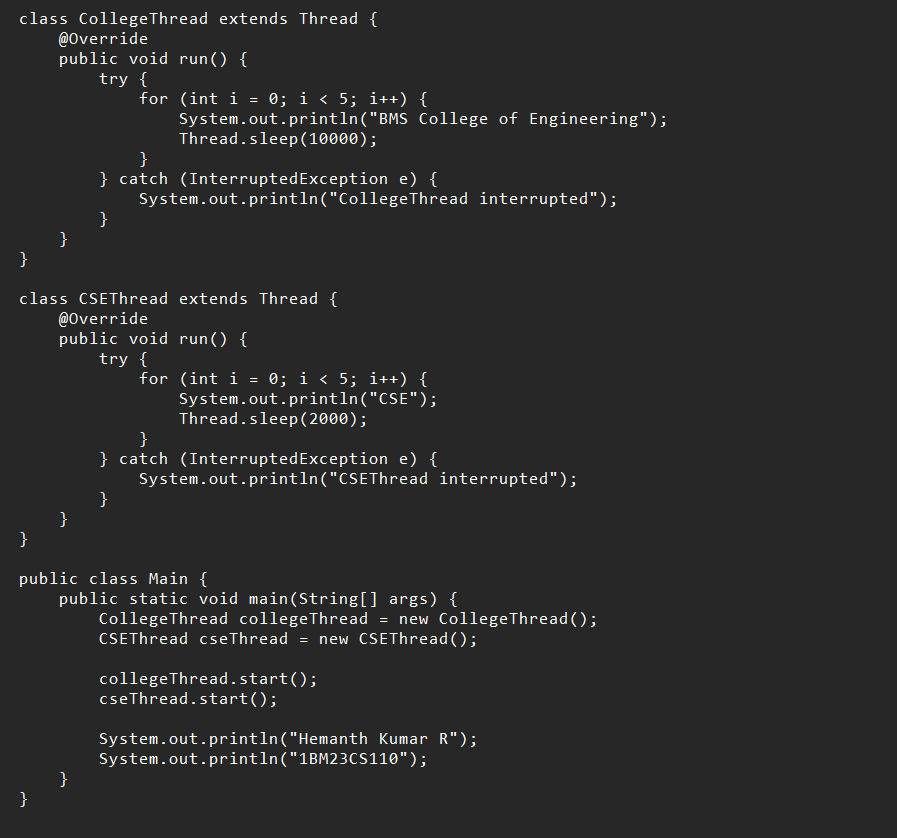 class CollegeThread extends Thread {
    @Override
    public void run() {
        try {
            for (int i = 0; i < 5; i++) {
                System.out.println("BMS College of Engineering");
                Thread.sleep(10000);
            }
        } catch (InterruptedException e) {
            System.out.println("CollegeThread interrupted");
        }
    }
}

class CSEThread extends Thread {
    @Override
    public void run() {
        try {
            for (int i = 0; i < 5; i++) {
                System.out.println("CSE");
                Thread.sleep(2000);
            }
        } catch (InterruptedException e) {
            System.out.println("CSEThread interrupted");
        }
    }
}

public class Main {
    public static void main(String[] args) {
        CollegeThread collegeThread = new CollegeThread();
        CSEThread cseThread = new CSEThread();

        collegeThread.start();
        cseThread.start();

        System.out.println("Hemanth Kumar R");
        System.out.println("1BM23CS110");
    }
}